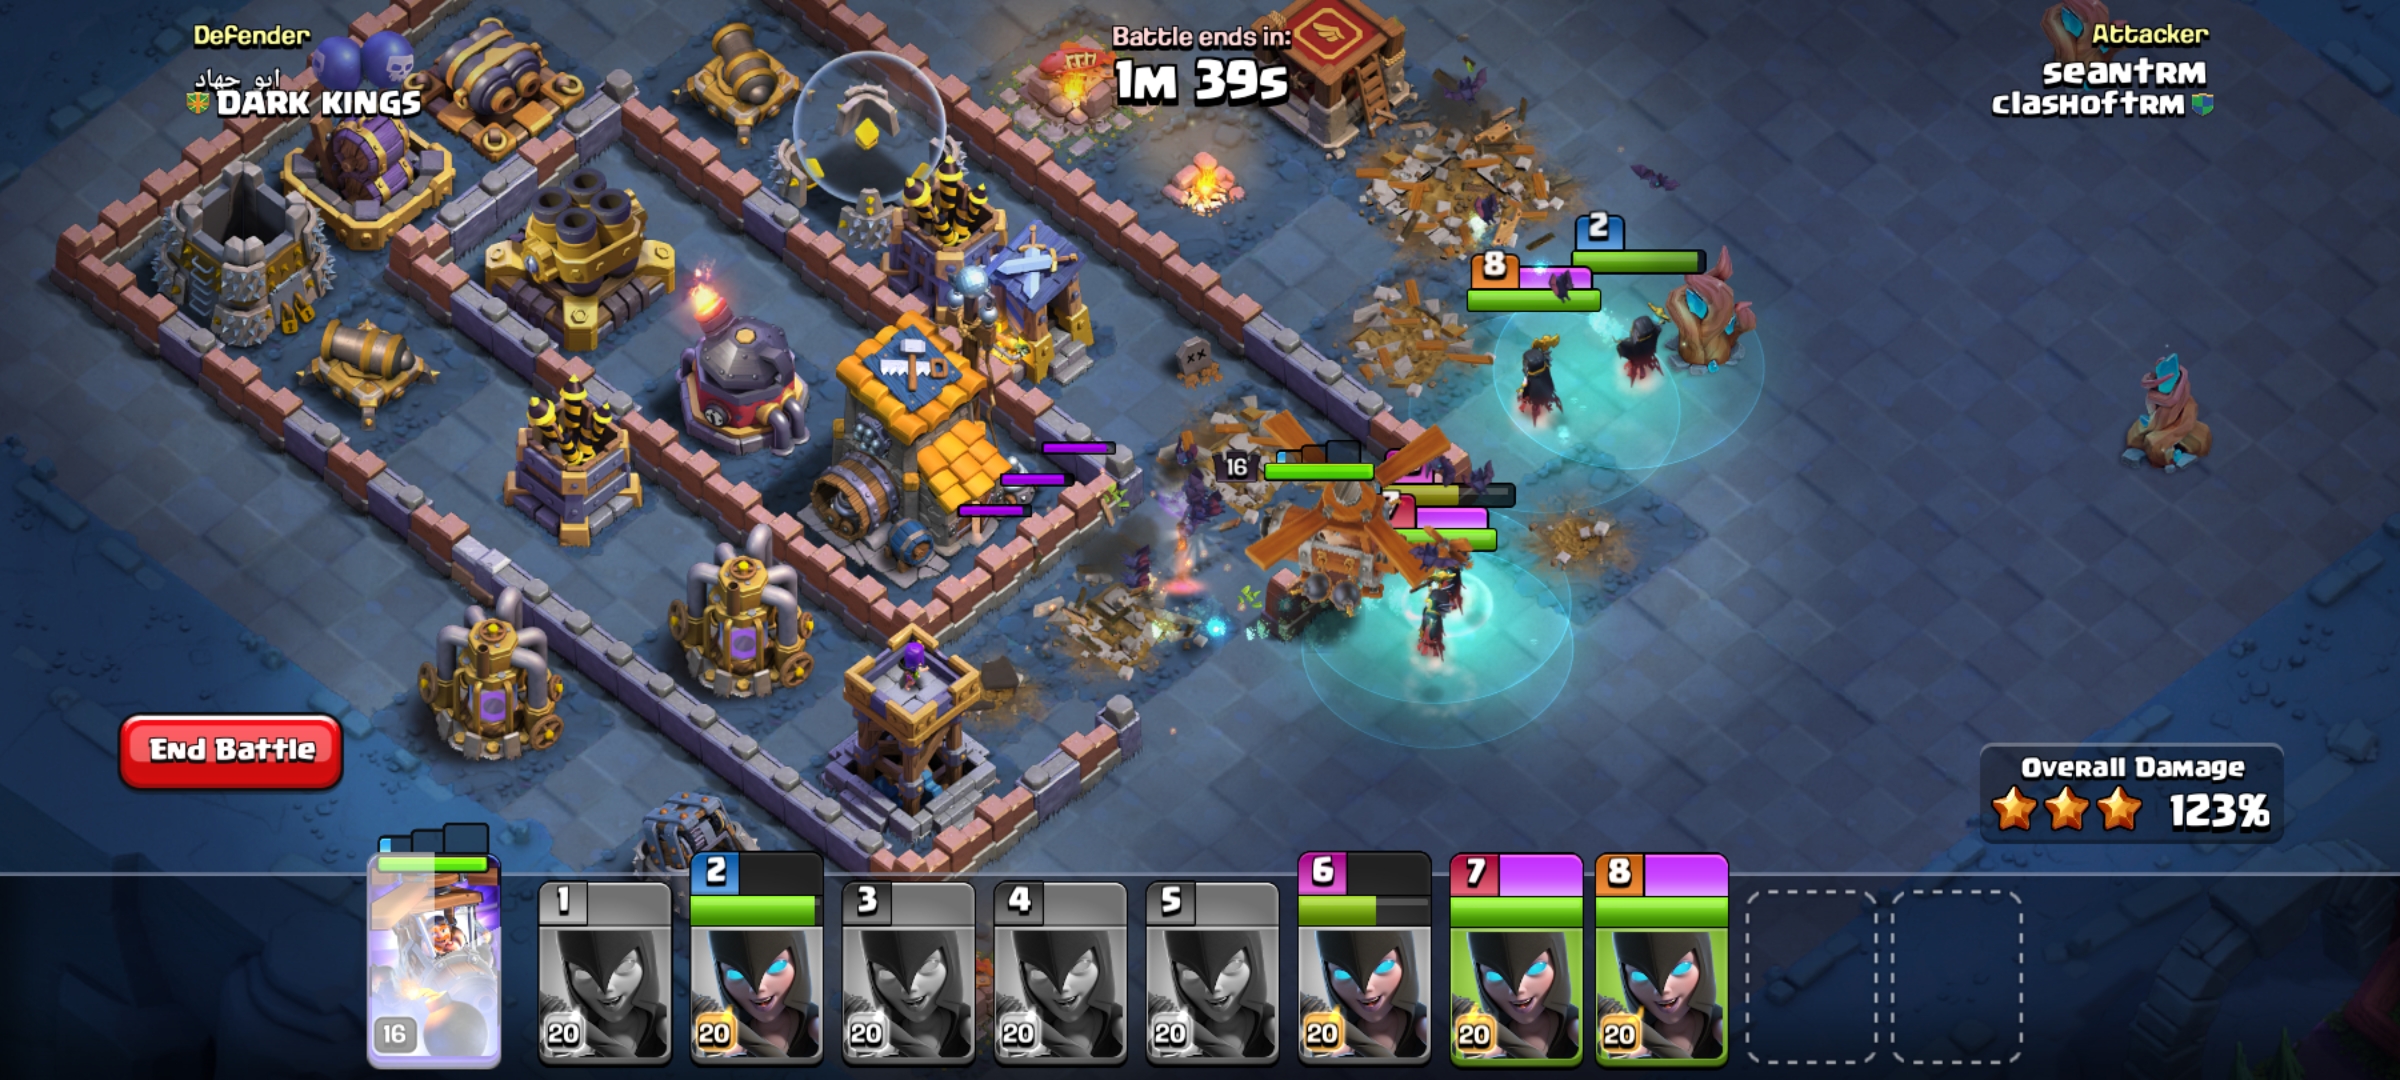 Defender
ابو جهاد
DARK KINGS
Battle ends in:
1M 39s
Attacker
seantrm
clashoftrm
2
8
16
7
End Battle
Overall Damage
123%
16
1
20
2
20
3
20
4
20
5
20
6
20
7
20
8
20